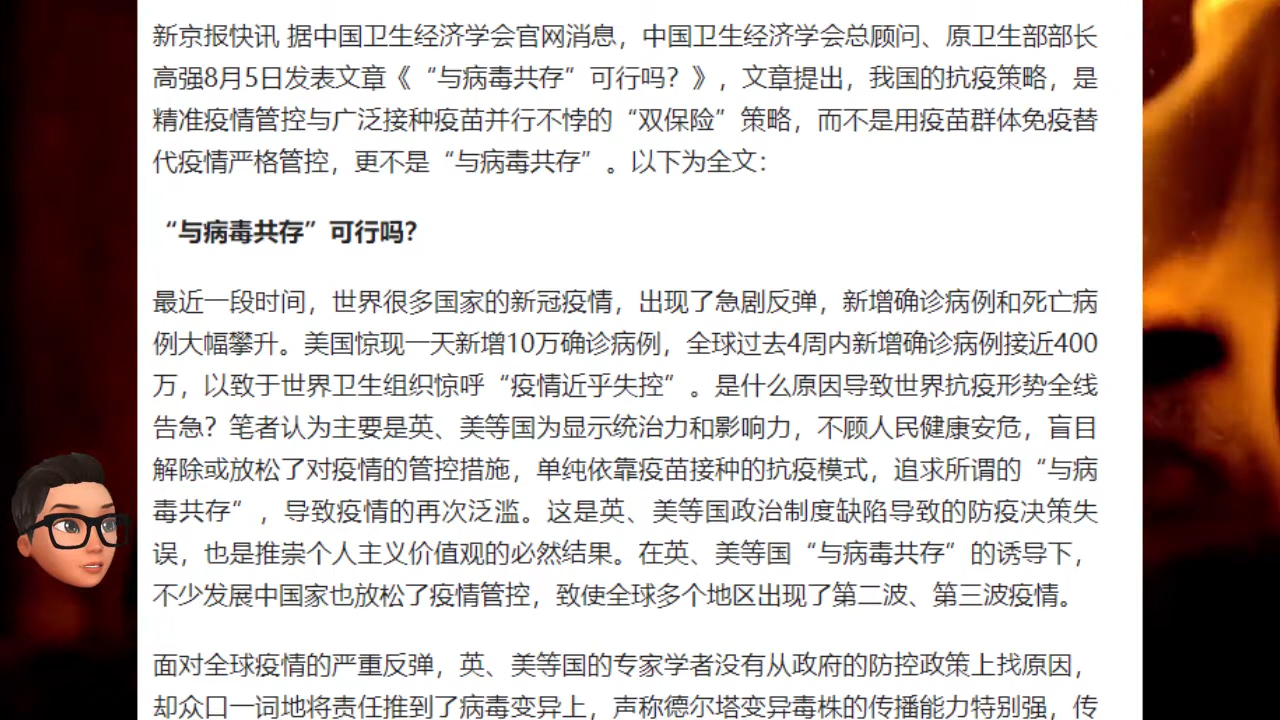 新京报快讯 据中国卫生经济学会官网消息，中国卫生经济学会总顾问、原卫生部部长
高强8月5日发表文章《“与病毒共存”可行吗？》，文章提出，我国的抗疫策略，是
精准疫情管控与广泛接种疫苗并行不悖的“双保险”策略，而不是用疫苗群体免疫替
代疫情严格管控，更不是“与病毒共存”。以下为全文：
“与病毒共存”可行吗？
最近一段时间，世界很多国家的新冠疫情，出现了急剧反弹，新增确诊病例和死亡病
例大幅攀升。美国惊现一天新增10万确诊病例，全球过去4周内新增确诊病例接近400
万，以致于世界卫生组织惊呼“疫情近乎失控”。是什么原因导致世界抗疫形势全线
告急？笔者认为主要是英、美等国为显示统治力和影响力，不顾人民健康安危，盲目
解除或放松了对疫情的管控措施，单纯依靠疫苗接种的抗疫模式，追求所谓的“与病
毒共存”，导致疫情的再次泛滥。这是英、美等国政治制度缺陷导致的防疫决策失
误，也是推崇个人主义价值观的必然结果。在英、美等国“与病毒共存”的诱导下，
不少发展中国家也放松了疫情管控，致使全球多个地区出现了第二波、第三波疫情。
面对全球疫情的严重反弹，英、美等国的专家学者没有从政府的防控政策上找原因，
却众口一词地将责任推到了病毒变异上，声称德尔塔变异毒株的传播能力特别强，传